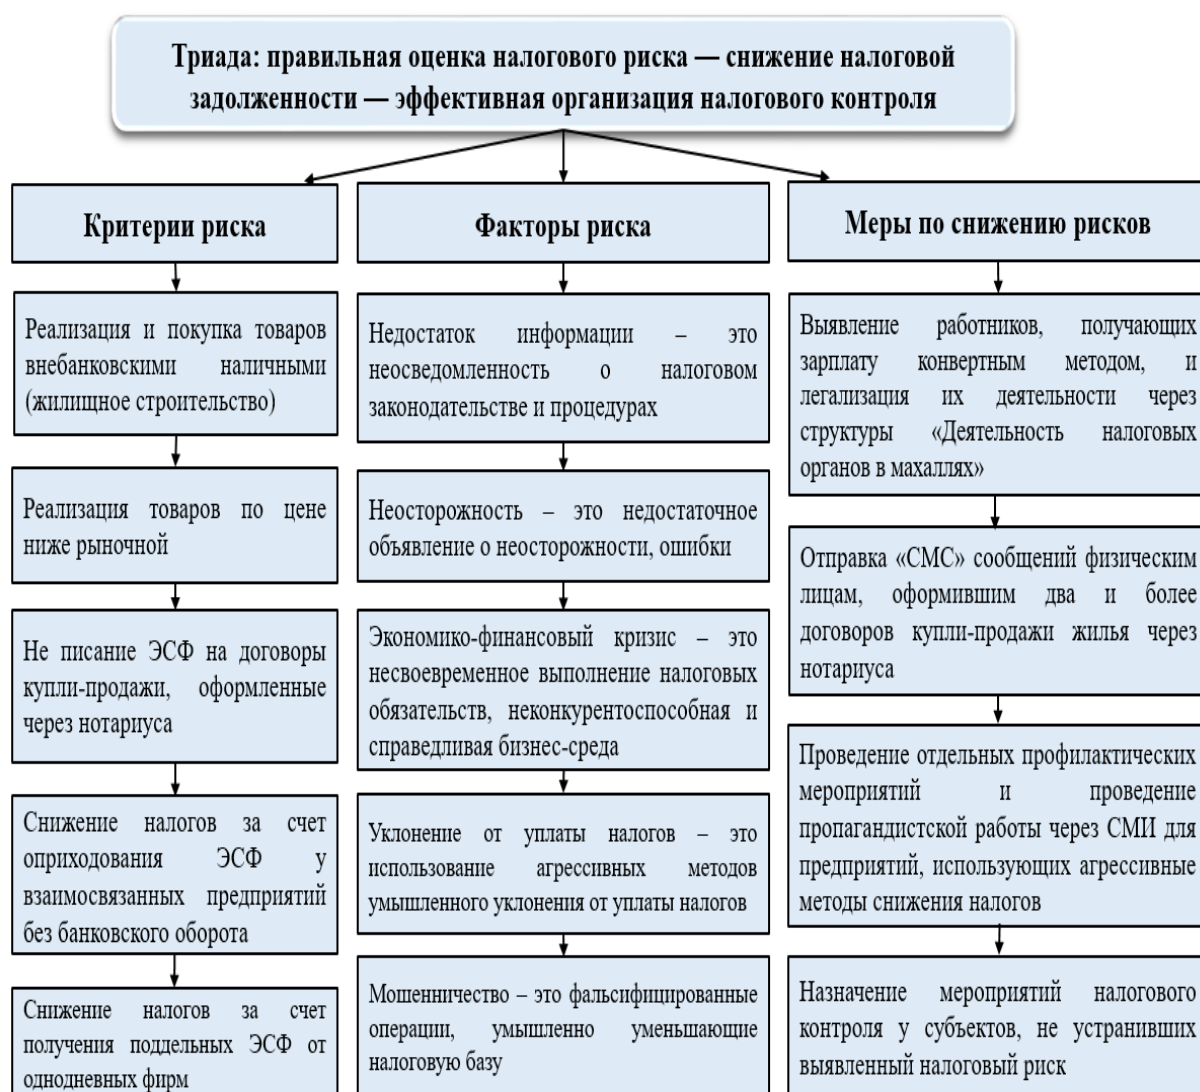 Триада: правильная оценка налогового риска — снижение налоговой
задолженности — эффективная организация налогового контроля
Критерии риска
Реализация и покупка товаров
внебанковскими наличными
(жилищное строительство)
Реализация товаров по цене
ниже рыночной
Не писание ЭСФ на договоры
купли-продажи, оформленные
через нотариуса
Снижение налогов за счет
оприходования ЭСФ у
взаимосвязанных предприятий
без банковского оборота
Снижение налогов за счет
получения поддельных ЭСФ от
однодневных фирм
Факторы риска
Недостаток информации – это
неосведомленность о налоговом
законодательстве и процедурах
Неосторожность – это недостаточное
объявление о неосторожности, ошибки
Экономико-финансовый кризис – это
несвоевременное выполнение налоговых
обязательств, неконкурентоспособная и
справедливая бизнес-среда
Уклонение от уплаты налогов – это
использование агрессивных методов
умышленного уклонения от уплаты налогов
Мошенничество – это фальсифицированные
операции, умышленно уменьшающие
налоговую базу
Меры по снижению рисков
Выявление работников, получающих
зарплату конвертным методом, и
легализация их деятельности через
структуры «Деятельность налоговых
органов в махаллях»
Отправка «СМС» сообщений физическим
лицам, оформившим два и более
договоров купли-продажи жилья через
нотариуса
Проведение отдельных профилактических
мероприятий и проведение
пропагандистской работы через СМИ для
предприятий, использующих агрессивные
методы снижения налогов
Назначение мероприятий налогового
контроля у субъектов, не устранивших
выявленный налоговый риск